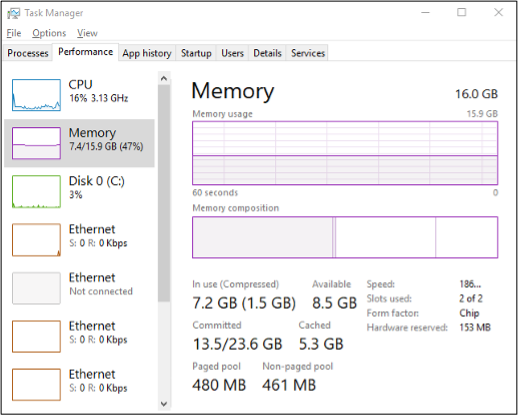 Task Manager
File Options View
Processes Performance App history Startup Users Details Services
CPU
16% 3.13 GHz
Memory
7.4/15.9 GB (47%)
Disk 0 (C:)
3%
Ethernet
S: 0 R: 0 Kbps
Ethernet
Not connected
Ethernet
S: 0 R: 0 Kbps
Ethernet
S: 0 R: 0 Kbps
Memory 16.0 GB
Memory usage 15.9 GB
60 seconds 0
Memory composition
In use (Compressed) Available
7.2 GB (1.5 GB) 8.5 GB
Committed Cached
13.5/23.6 GB 5.3 GB
Paged pool Non-paged pool
480 MB 461 MB
Speed: 186...
Slots used: 2 of 2
Form factor: Chip
Hardware reserved: 153 MB